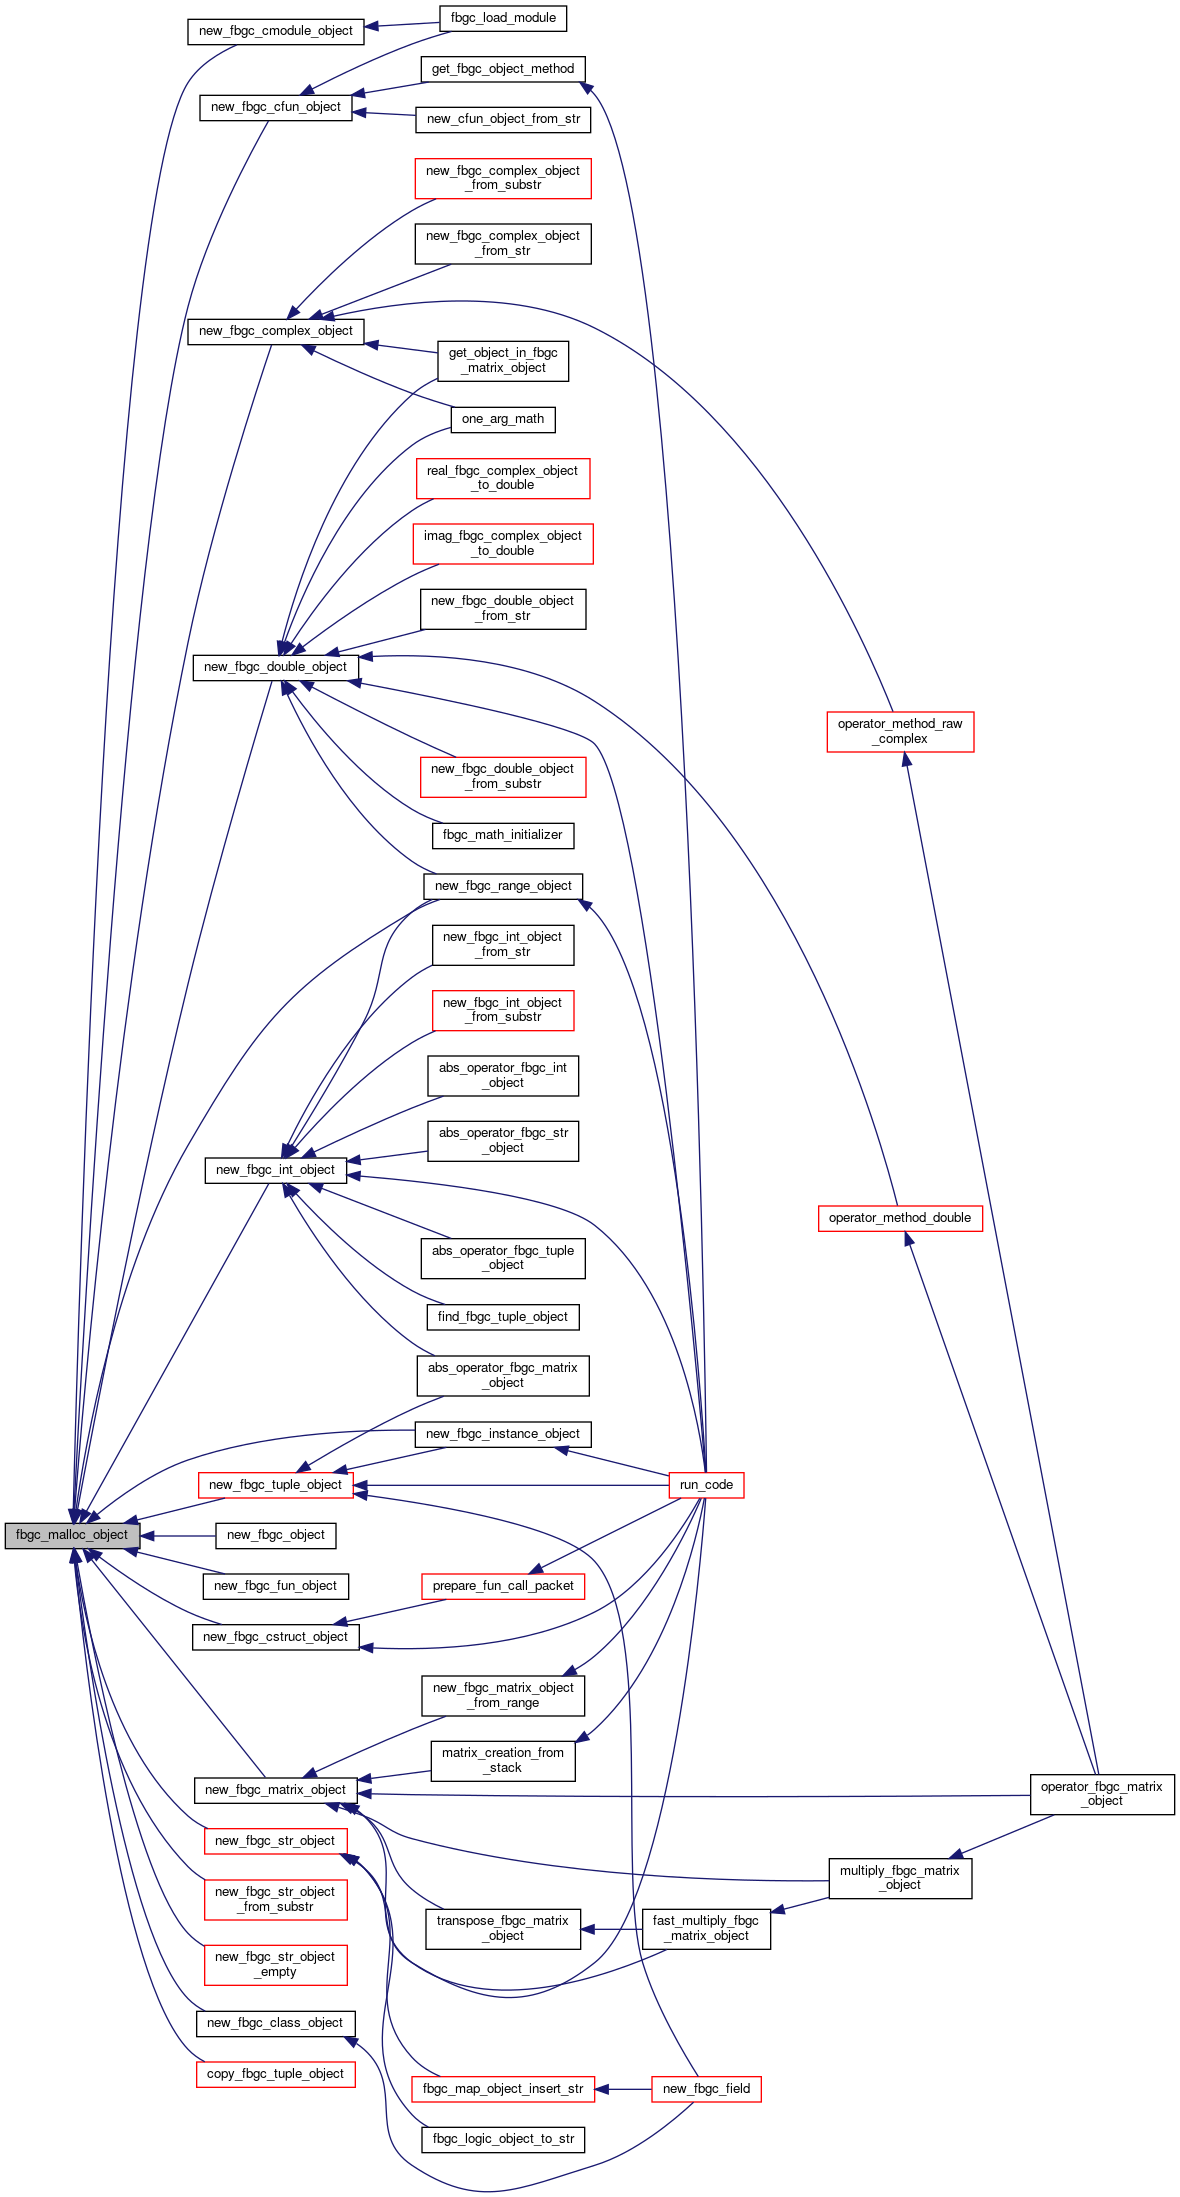 fbgc_load_module
new_fbgc_cmodule_object
get_fbgc_object_method
new_fbgc_cfun_object
new_cfun_object_from_str
new_fbgc_complex_object
_from_substr
new_fbgc_complex_object
_from_str
new_fbgc_complex_object
get_object_in_fbgc
_matrix_object
one_arg_math
real_fbgc_complex_object
_to_double
imag_fbgc_complex_object
_to_double
new_fbgc_double_object
_from_str
new_fbgc_double_object
operator_method_raw
_complex
new_fbgc_double_object
_from_substr
fbgc_math_initializer
new_fbgc_range_object
new_fbgc_int_object
_from_str
new_fbgc_int_object
_from_substr
abs_operator_fbgc_int
_object
abs_operator_fbgc_str
_object
new_fbgc_int_object
operator_method_double
abs_operator_fbgc_tuple
_object
find_fbgc_tuple_object
abs_operator_fbgc_matrix
_object
new_fbgc_instance_object
new_fbgc_tuple_object
run_code
fbgc_malloc_object
new_fbgc_object
new_fbgc_fun_object
prepare_fun_call_packet
new_fbgc_cstruct_object
new_fbgc_matrix_object
_from_range
matrix_creation_from
_stack
new_fbgc_matrix_object
operator_fbgc_matrix
_object
new_fbgc_str_object
multiply_fbgc_matrix
_object
new_fbgc_str_object
_from_substr
transpose_fbgc_matrix
_object
fast_multiply_fbgc
_matrix_object
new_fbgc_str_object
_empty
new_fbgc_class_object
copy_fbgc_tuple_object
fbgc_map_object_insert_str
new_fbgc_field
fbgc_logic_object_to_str